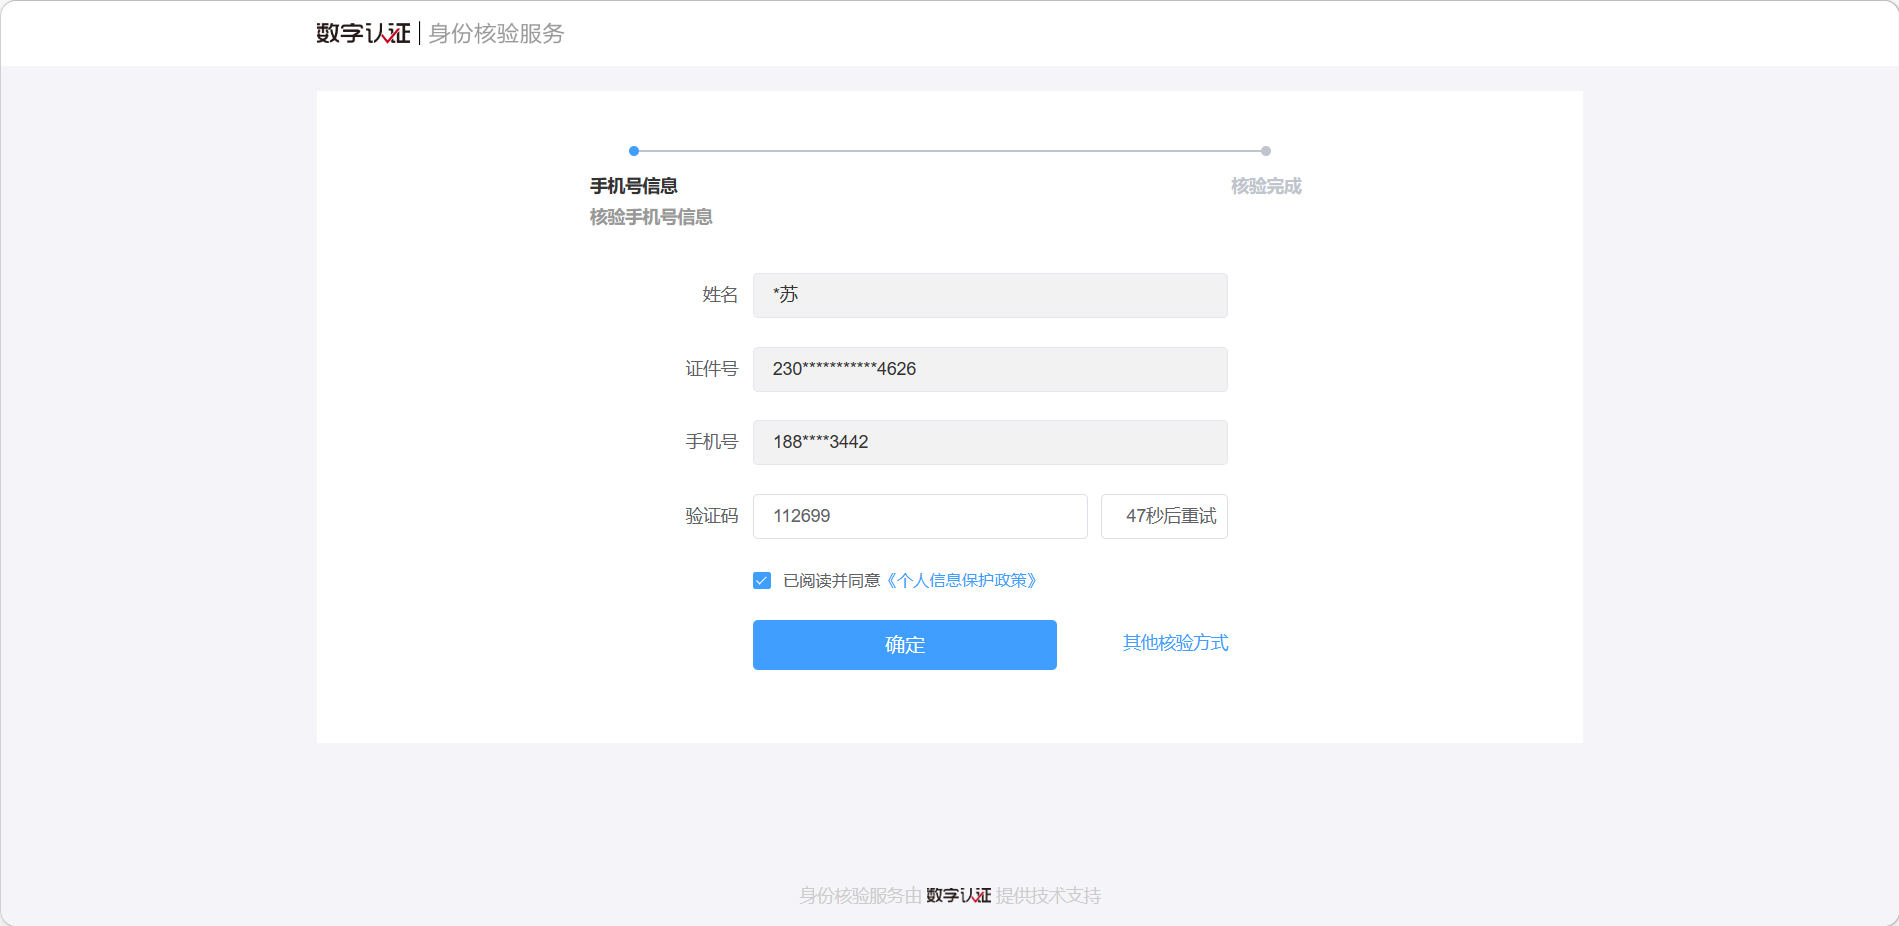 数字认证 身份核验服务
手机号信息
核验手机号信息
核验完成
姓名 *苏
证件号 230***********4626
手机号 188****3442
验证码 112699 47秒后重试
已阅读并同意《个人信息保护政策》
确定 其他核验方式
身份核验服务由 数字认证 提供技术支持